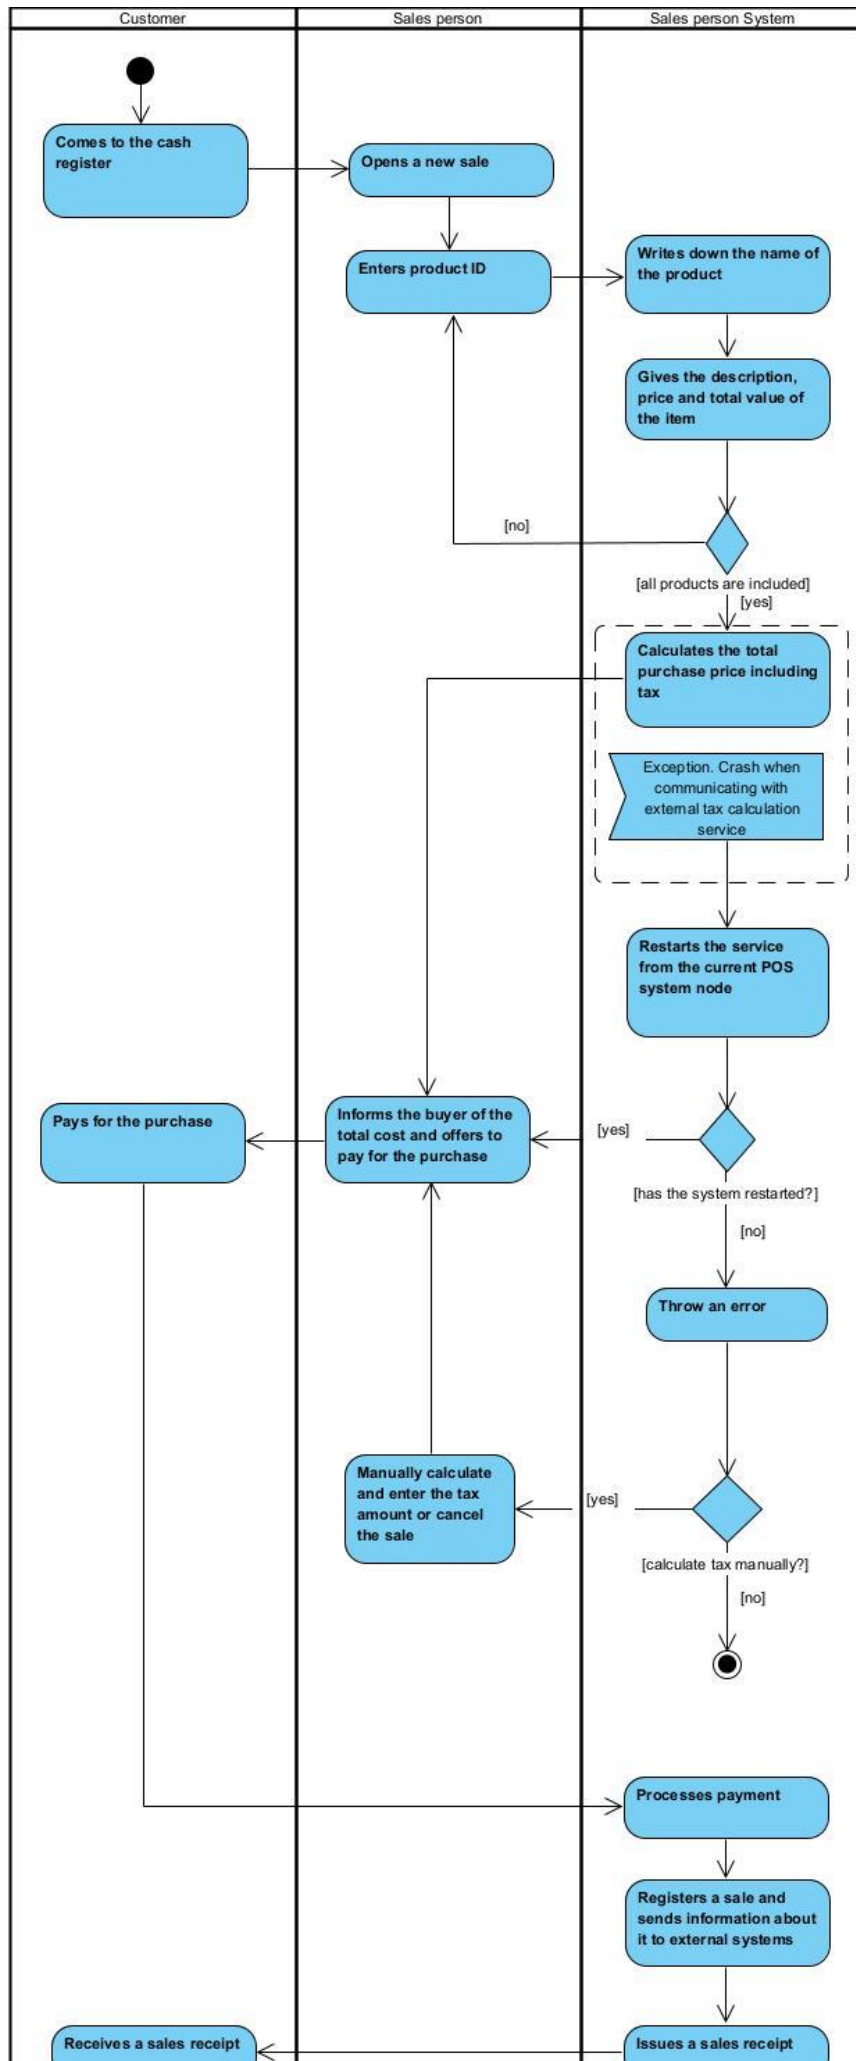 Customer
Sales person
Sales person System
Comes to the cash
register
Opens a new sale
Enters product ID
Writes down the name of
the product
Gives the description,
price and total value of
the item
[no]
[all products are included]
[yes]
Calculates the total
purchase price including
tax
Exception. Crash when
communicating with
external tax calculation
service
Restarts the service
from the current POS
system node
Pays for the purchase
Informs the buyer of the
total cost and offers to
pay for the purchase
[yes]
[has the system restarted?]
[no]
Throw an error
Manually calculate
and enter the tax
amount or cancel
the sale
[yes]
[calculate tax manually?]
[no]
Processes payment
Registers a sale and
sends information about
it to external systems
Receives a sales receipt
Issues a sales receipt